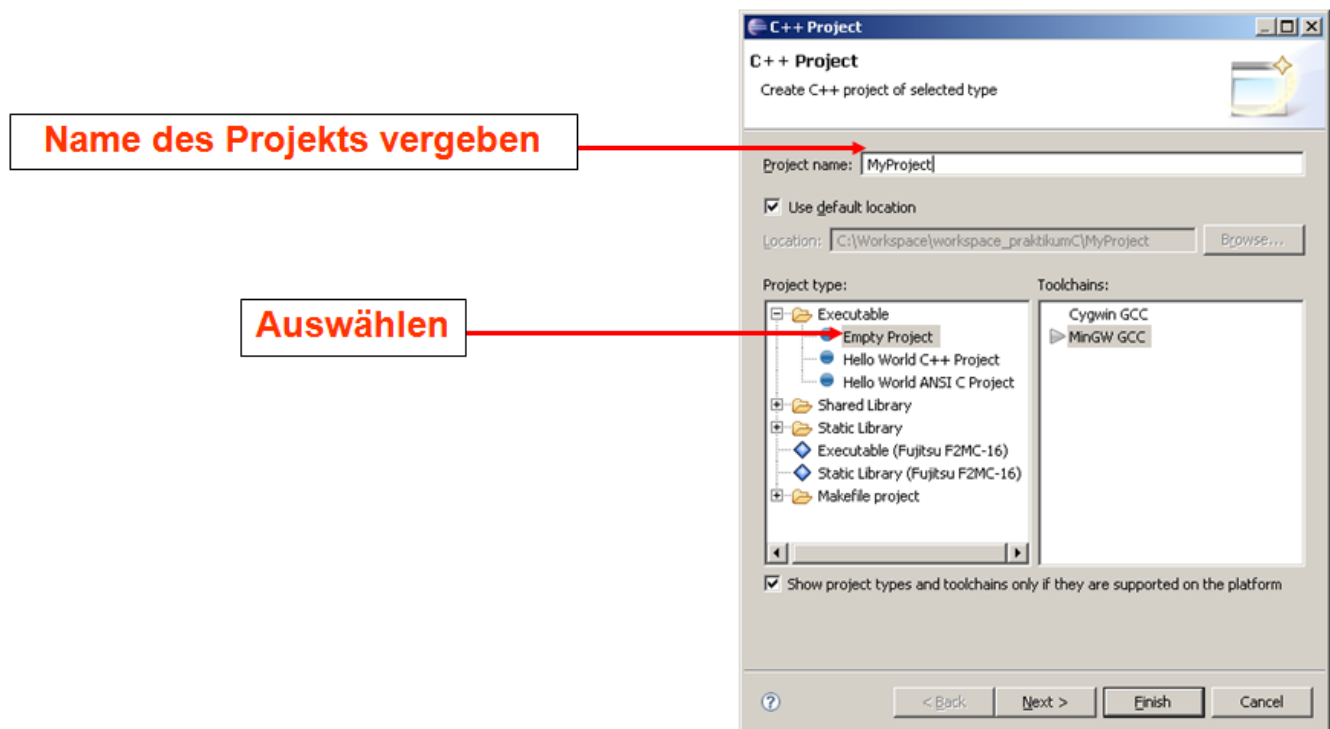 C++ Project
C++ Project
Create C++ project of selected type
Name des Projekts vergeben
Project name: MyProject
Use default location
Location: C:\Workspace\workspace_praktikumC\MyProject Browse...
Project type: Toolchains:
Executable Cygwin GCC
Auswählen
Empty Project MinGW GCC
Hello World C++ Project
Hello World ANSI C Project
Shared Library
Static Library
Executable (Fujitsu F2MC-16)
Static Library (Fujitsu F2MC-16)
Makefile project
Show project types and toolchains only if they are supported on the platform
? < Back Next > Finish Cancel